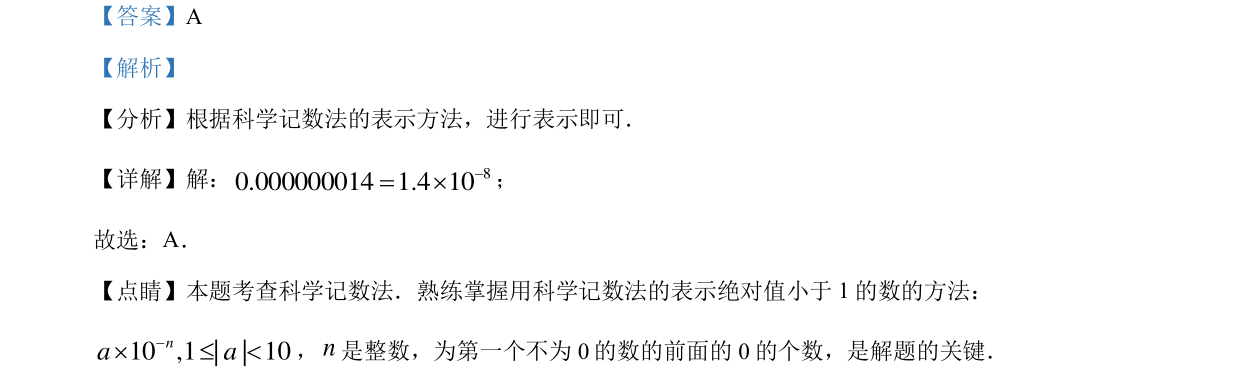 【答案】A
【解析】
【分析】根据科学记数法的表示方法，进行表示即可．
【详解】解：0.000000014=1.4×10⁻⁸；
故选：A．
【点睛】本题考查科学记数法．熟练掌握用科学记数法的表示绝对值小于 1 的数的方法：
a×10⁻ⁿ,1≤|a|<10，n 是整数，为第一个不为 0 的数的前面的 0 的个数，是解题的关键．